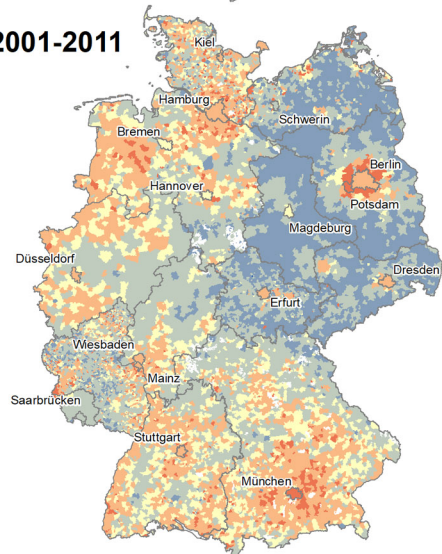 2001-2011
Kiel
Hamburg
Schwerin
Bremen
Berlin
Hannover
Potsdam
Magdeburg
Düsseldorf
Dresden
Erfurt
Wiesbaden
Mainz
Saarbrücken
Stuttgart
München